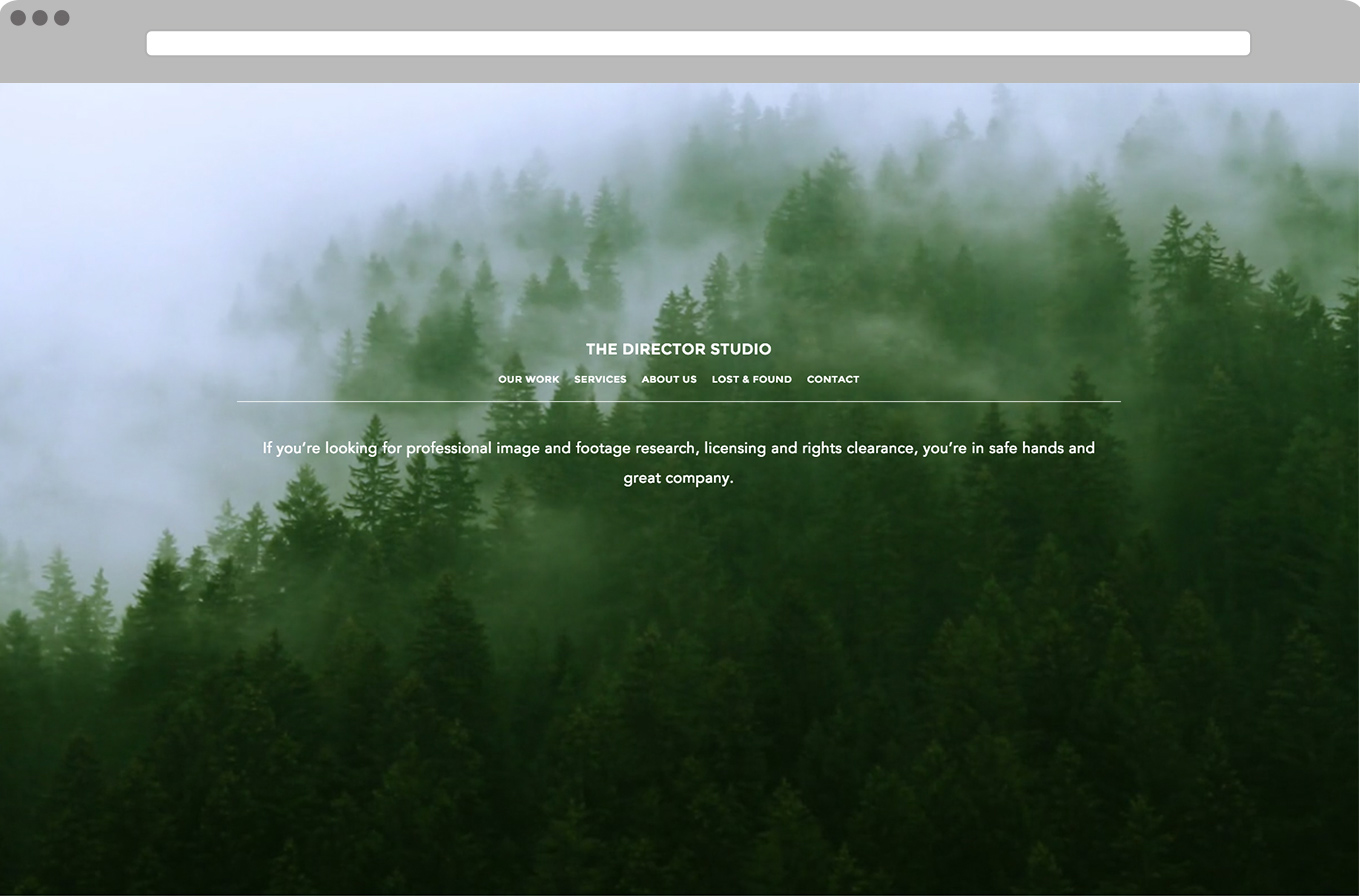 THE DIRECTOR STUDIO
OUR WORK SERVICES ABOUT US LOST & FOUND CONTACT
If you’re looking for professional image and footage research, licensing and rights clearance, you’re in safe hands and
great company.